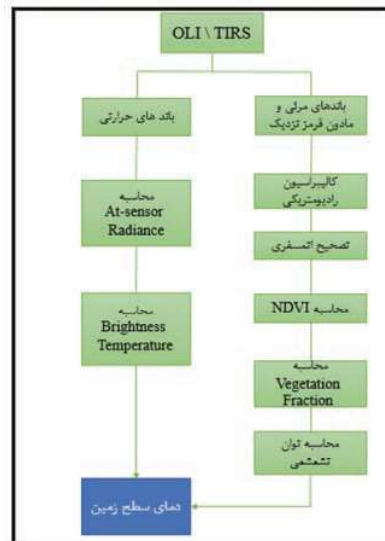 OLI \ TIRS
باند های حرارتی
محاسبه
At-sensor
Radiance
محاسبه
Brightness
Temperature
باندهای مرئی و
مادون قرمز نزدیک
کالیبراسیون
رادیومتریکی
تصحیح اتمسفری
محاسبه NDVI
محاسبه
Vegetation
Fraction
محاسبه توان
تشعشعی
دمای سطح زمین